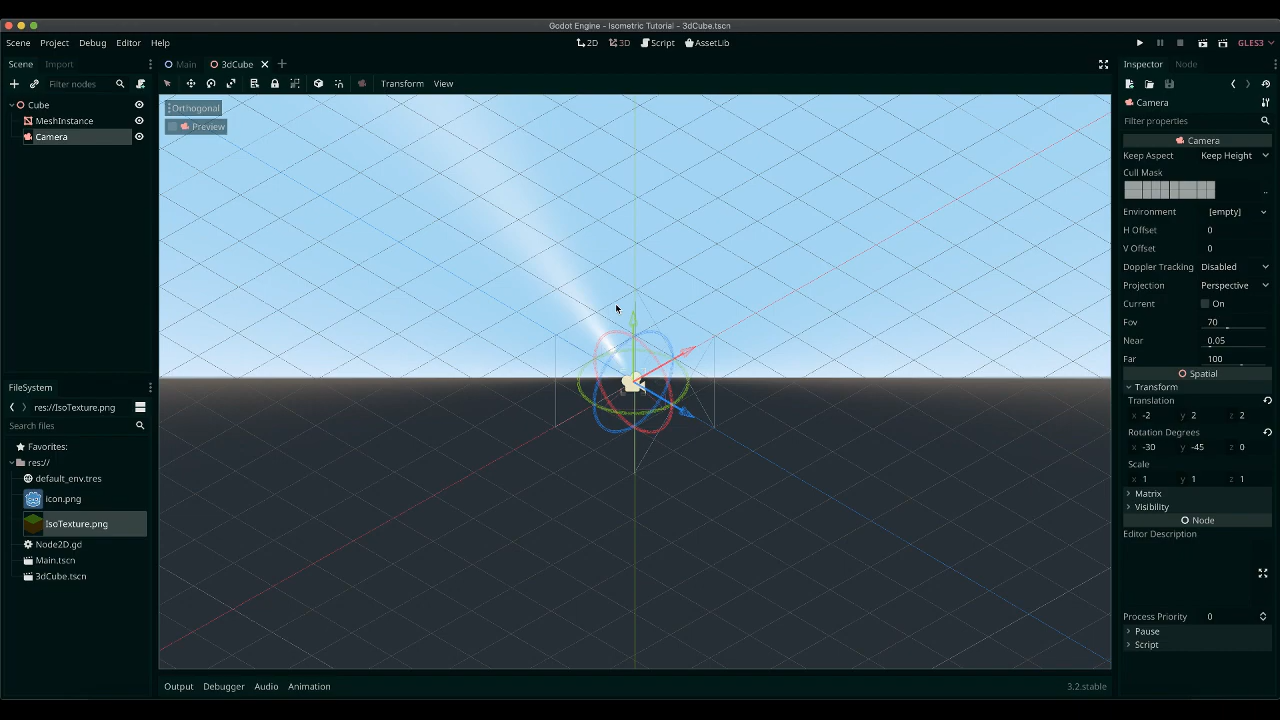 Godot Engine - Isometric Tutorial - 3dCube.tscn
Scene Project Debug Editor Help
2D 3D Script AssetLib
GLES3
Scene Import
Main 3dCube
Inspector Node
Filter nodes
Transform View
Cube
MeshInstance
Camera
Orthogonal
Preview
Camera
Filter properties
Camera
Keep Aspect Keep Height
Cull Mask
..
Environment [empty]
H Offset 0
V Offset 0
Doppler Tracking Disabled
Projection Perspective
Current On
Fov 70
Near 0.05
Far 100
Spatial
Transform
Translation
x -2 y 2 z 2
Rotation Degrees
x -30 y -45 z 0
Scale
x 1 y 1 z 1
Matrix
Visibility
Node
Editor Description
Process Priority 0
Pause
Script
FileSystem
res://IsoTexture.png
Search files
Favorites:
res://
default_env.tres
icon.png
IsoTexture.png
Node2D.gd
Main.tscn
3dCube.tscn
Output Debugger Audio Animation
3.2.stable